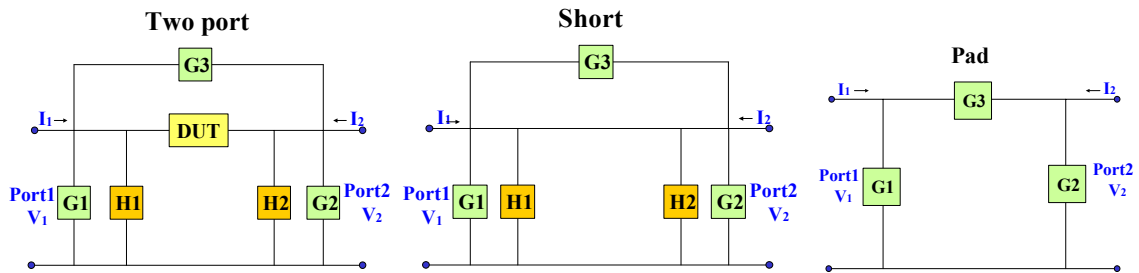 Two port
G3
I₁
I₂
DUT
Port1
V₁
G1
H1
H2
G2
Port2
V₂
Short
G3
I₁
I₂
Port1
V₁
G1
H1
H2
G2
Port2
V₂
Pad
I₁
G3
I₂
Port1
V₁
G1
G2
Port2
V₂